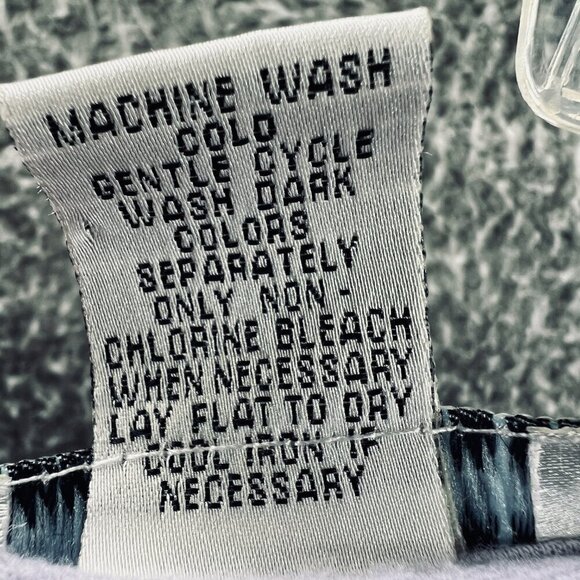 MACHINE WASH
COLD
GENTLE CYCLE
WASH DARK
COLORS
SEPARATELY
ONLY NON-
CHLORINE BLEACH
WHEN NECESSARY
LAY FLAT TO DRY
COOL IRON IF
NECESSARY